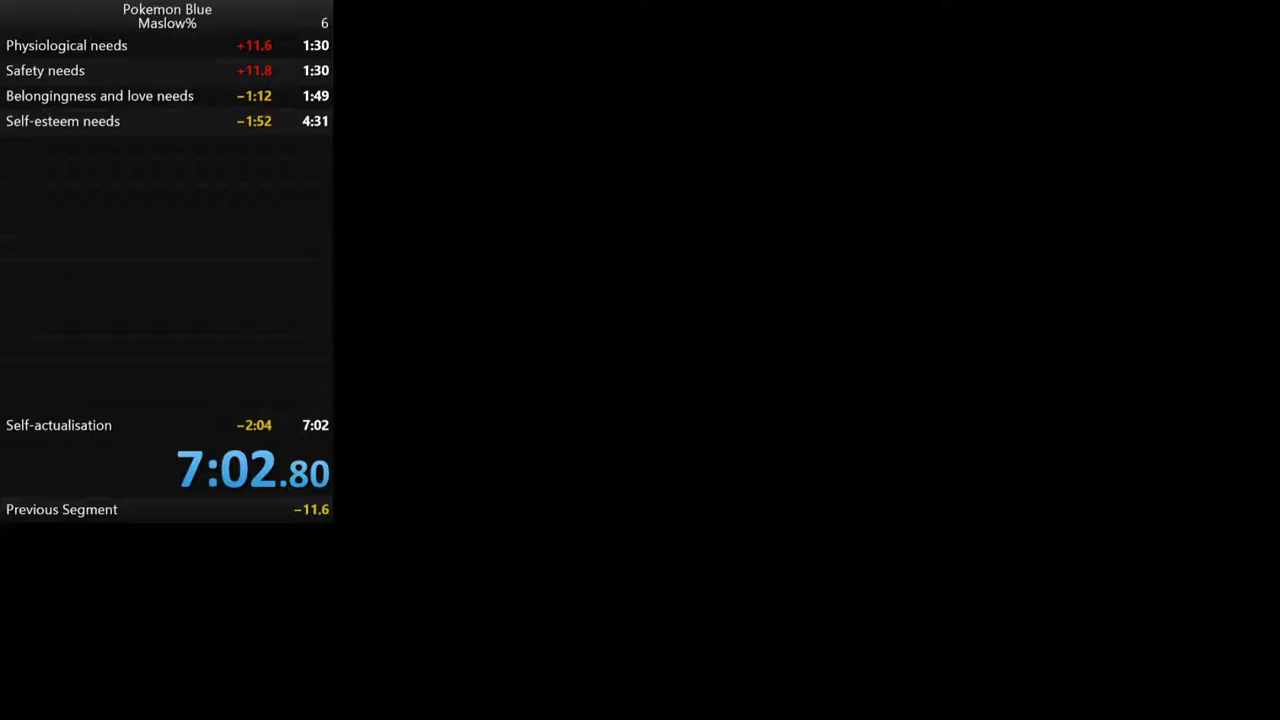 Pokemon Blue
Maslow% 6
Physiological needs +11.6 1:30
Safety needs +11.8 1:30
Belongingness and love needs −1:12 1:49
Self-esteem needs −1:52 4:31
Self-actualisation −2:04 7:02
7:02.80
Previous Segment −11.6